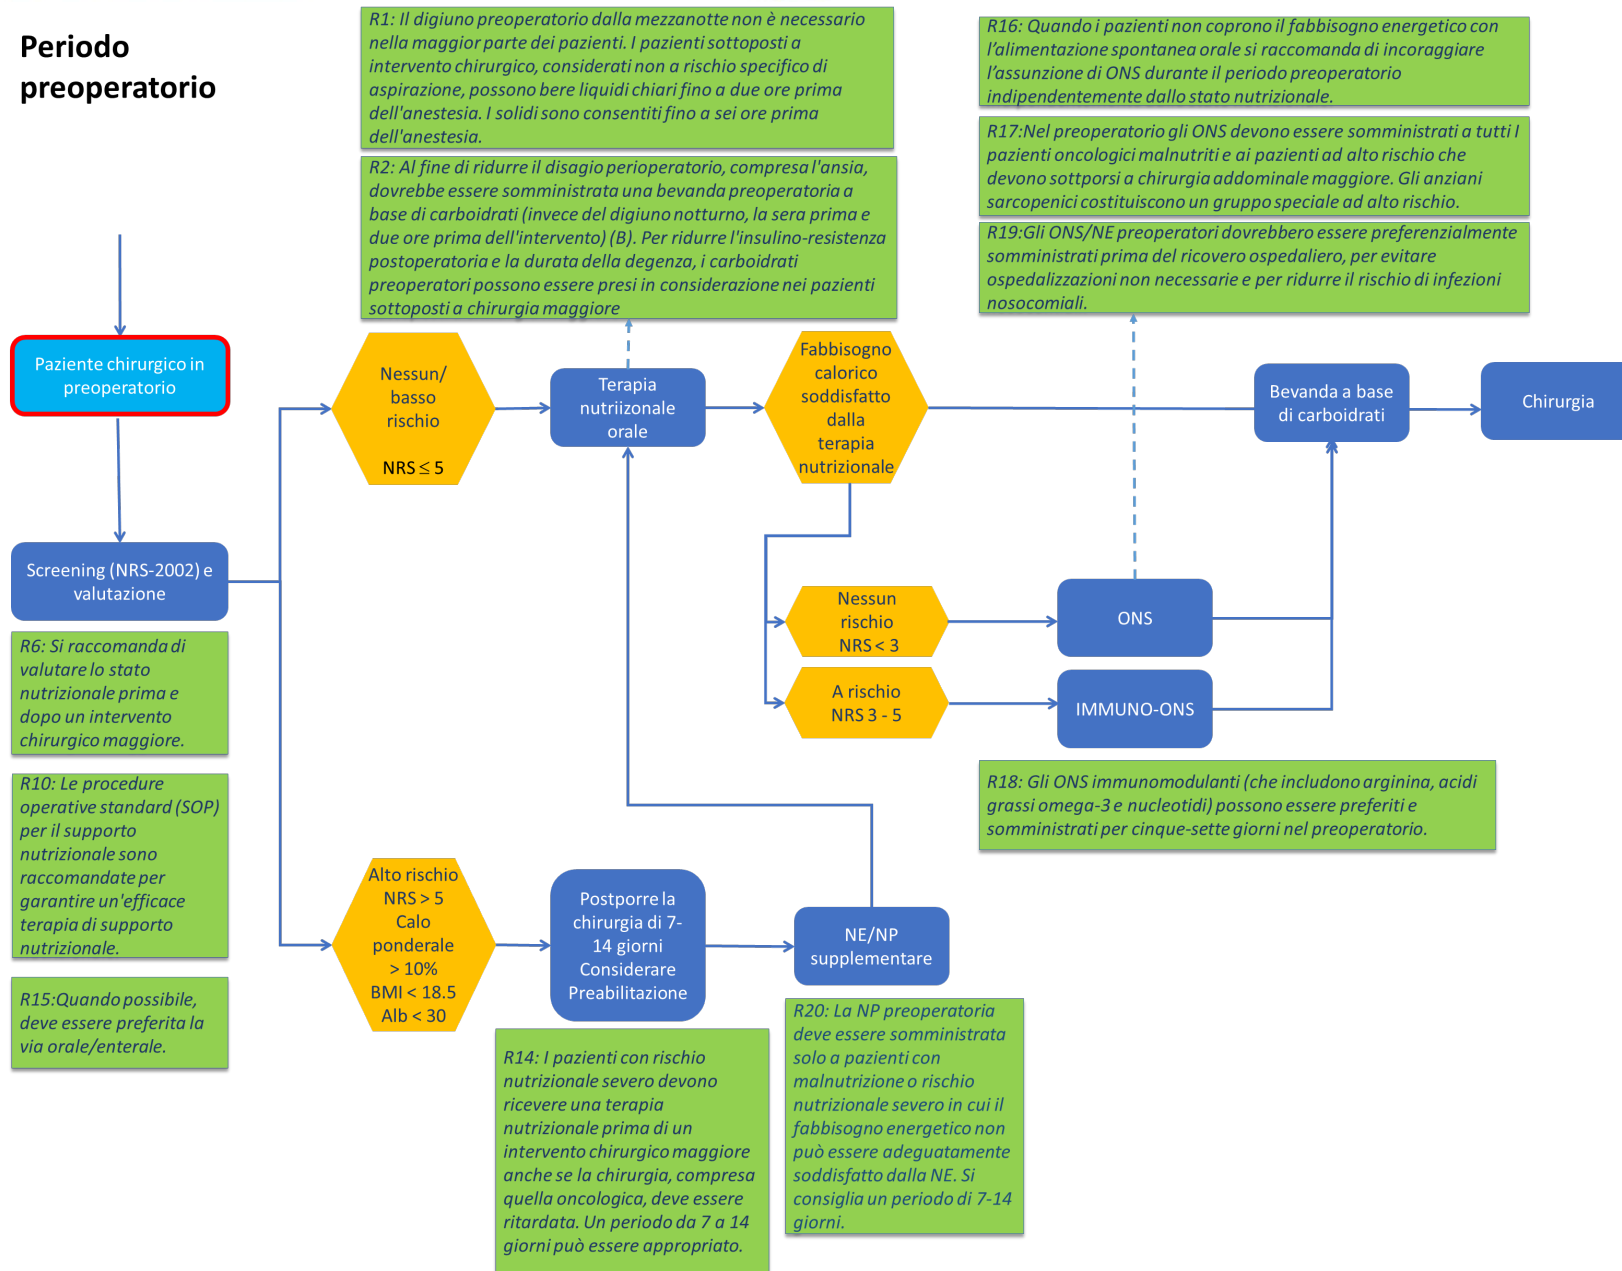 Periodo
preoperatorio
R1: Il digiuno preoperatorio dalla mezzanotte non è necessario
nella maggior parte dei pazienti. I pazienti sottoposti a
intervento chirurgico, considerati non a rischio specifico di
aspirazione, possono bere liquidi chiari fino a due ore prima
dell'anestesia. I solidi sono consentiti fino a sei ore prima
dell'anestesia.
R2: Al fine di ridurre il disagio perioperatorio, compresa l'ansia,
dovrebbe essere somministrata una bevanda preoperatoria a
base di carboidrati (invece del digiuno notturno, la sera prima e
due ore prima dell'intervento) (B). Per ridurre l'insulino-resistenza
postoperatoria e la durata della degenza, i carboidrati
preoperatori possono essere presi in considerazione nei pazienti
sottoposti a chirurgia maggiore
R16: Quando i pazienti non coprono il fabbisogno energetico con
l’alimentazione spontanea orale si raccomanda di incoraggiare
l’assunzione di ONS durante il periodo preoperatorio
indipendentemente dallo stato nutrizionale.
R17:Nel preoperatorio gli ONS devono essere somministrati a tutti I
pazienti oncologici malnutriti e ai pazienti ad alto rischio che
devono sottporsi a chirurgia addominale maggiore. Gli anziani
sarcopenici costituiscono un gruppo speciale ad alto rischio.
R19:Gli ONS/NE preoperatori dovrebbero essere preferenzialmente
somministrati prima del ricovero ospedaliero, per evitare
ospedalizzazioni non necessarie e per ridurre il rischio di infezioni
nosocomiali.
Paziente chirurgico in
preoperatorio
Nessun/
basso
rischio
NRS ≤ 5
Terapia
nutriizonale
orale
Fabbisogno
calorico
soddisfatto
dalla
terapia
nutrizionale
Bevanda a base
di carboidrati
Chirurgia
Screening (NRS-2002) e
valutazione
Nessun
rischio
NRS < 3
ONS
A rischio
NRS 3 - 5
IMMUNO-ONS
R6: Si raccomanda di
valutare lo stato
nutrizionale prima e
dopo un intervento
chirurgico maggiore.
R10: Le procedure
operative standard (SOP)
per il supporto
nutrizionale sono
raccomandate per
garantire un'efficace
terapia di supporto
nutrizionale.
R15:Quando possibile,
deve essere preferita la
via orale/enterale.
R18: Gli ONS immunomodulanti (che includono arginina, acidi
grassi omega-3 e nucleotidi) possono essere preferiti e
somministrati per cinque-sette giorni nel preoperatorio.
Alto rischio
NRS > 5
Calo
ponderale
> 10%
BMI < 18.5
Alb < 30
Postporre la
chirurgia di 7-
14 giorni
Considerare
Preabilitazione
NE/NP
supplementare
R14: I pazienti con rischio
nutrizionale severo devono
ricevere una terapia
nutrizionale prima di un
intervento chirurgico maggiore
anche se la chirurgia, compresa
quella oncologica, deve essere
ritardata. Un periodo da 7 a 14
giorni può essere appropriato.
R20: La NP preoperatoria
deve essere somministrata
solo a pazienti con
malnutrizione o rischio
nutrizionale severo in cui il
fabbisogno energetico non
può essere adeguatamente
soddisfatto dalla NE. Si
consiglia un periodo di 7-14
giorni.